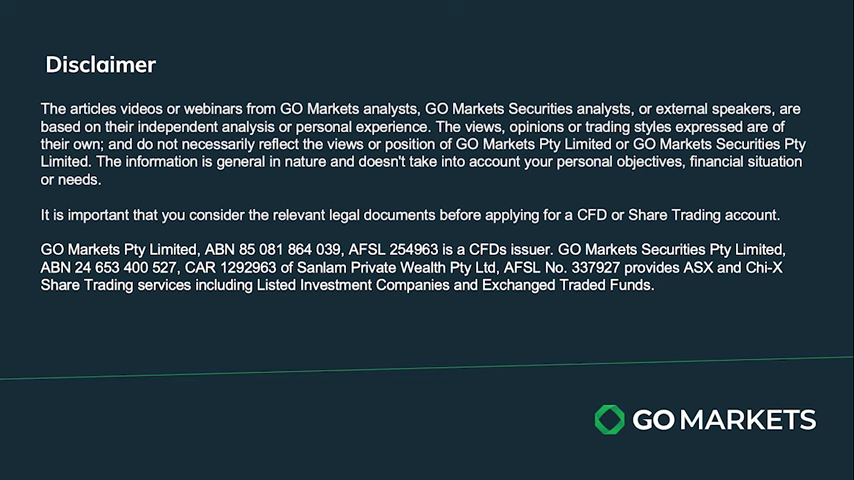 Disclaimer
The articles videos or webinars from GO Markets analysts, GO Markets Securities analysts, or external speakers, are
based on their independent analysis or personal experience. The views, opinions or trading styles expressed are of
their own; and do not necessarily reflect the views or position of GO Markets Pty Limited or GO Markets Securities Pty
Limited. The information is general in nature and doesn't take into account your personal objectives, financial situation
or needs.
It is important that you consider the relevant legal documents before applying for a CFD or Share Trading account.
GO Markets Pty Limited, ABN 85 081 864 039, AFSL 254963 is a CFDs issuer. GO Markets Securities Pty Limited,
ABN 24 653 400 527, CAR 1292963 of Sanlam Private Wealth Pty Ltd, AFSL No. 337927 provides ASX and Chi-X
Share Trading services including Listed Investment Companies and Exchanged Traded Funds.
GO MARKETS